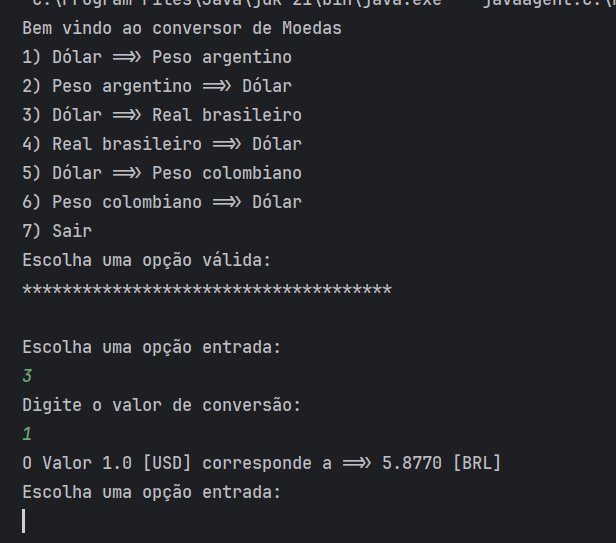 C:\Program Files\Java\jdk-21\bin\java.exe
Bem vindo ao conversor de Moedas
1) Dólar ==>> Peso argentino
2) Peso argentino ==>> Dólar
3) Dólar ==>> Real brasileiro
4) Real brasileiro ==>> Dólar
5) Dólar ==>> Peso colombiano
6) Peso colombiano ==>> Dólar
7) Sair
Escolha uma opção válida:
*************************************
Escolha uma opção entrada:
3
Digite o valor de conversão:
1
O Valor 1.0 [USD] corresponde a ==>> 5.8770 [BRL]
Escolha uma opção entrada: